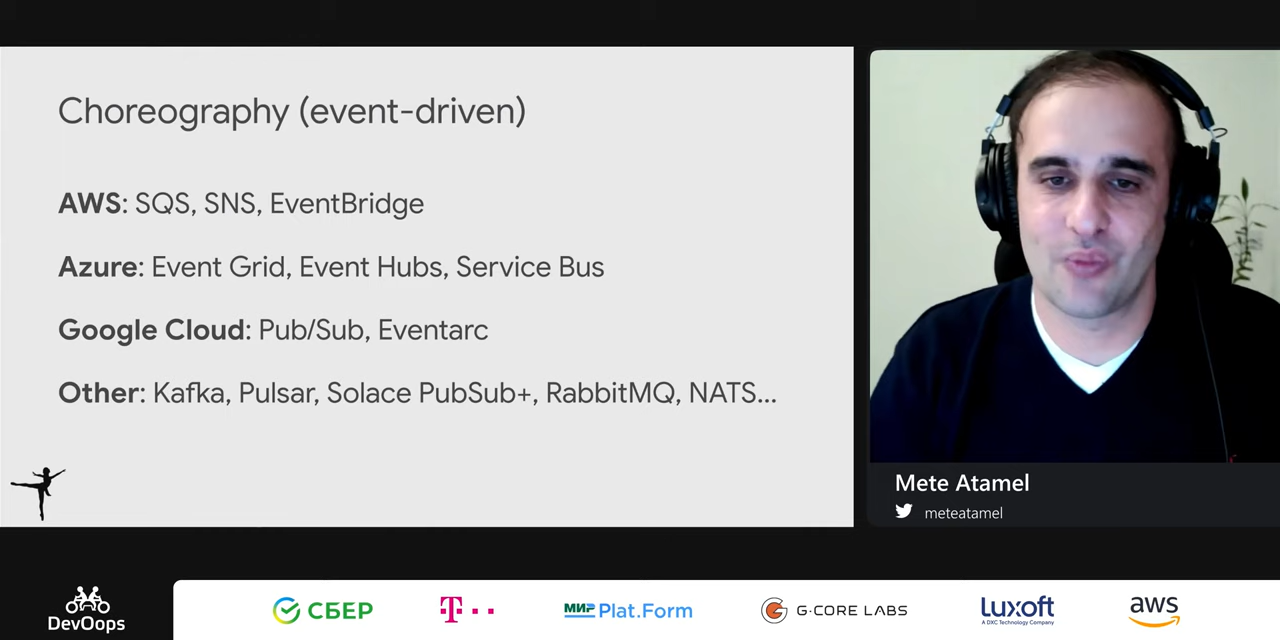 Choreography (event-driven)
AWS: SQS, SNS, EventBridge
Azure: Event Grid, Event Hubs, Service Bus
Google Cloud: Pub/Sub, Eventarc
Other: Kafka, Pulsar, Solace PubSub+, RabbitMQ, NATS...
Mete Atamel
meteatamel
DevOops
СБЕР
T
МИР Plat.Form
G·CORE LABS
Luxoft
A DXC Technology Company
aws